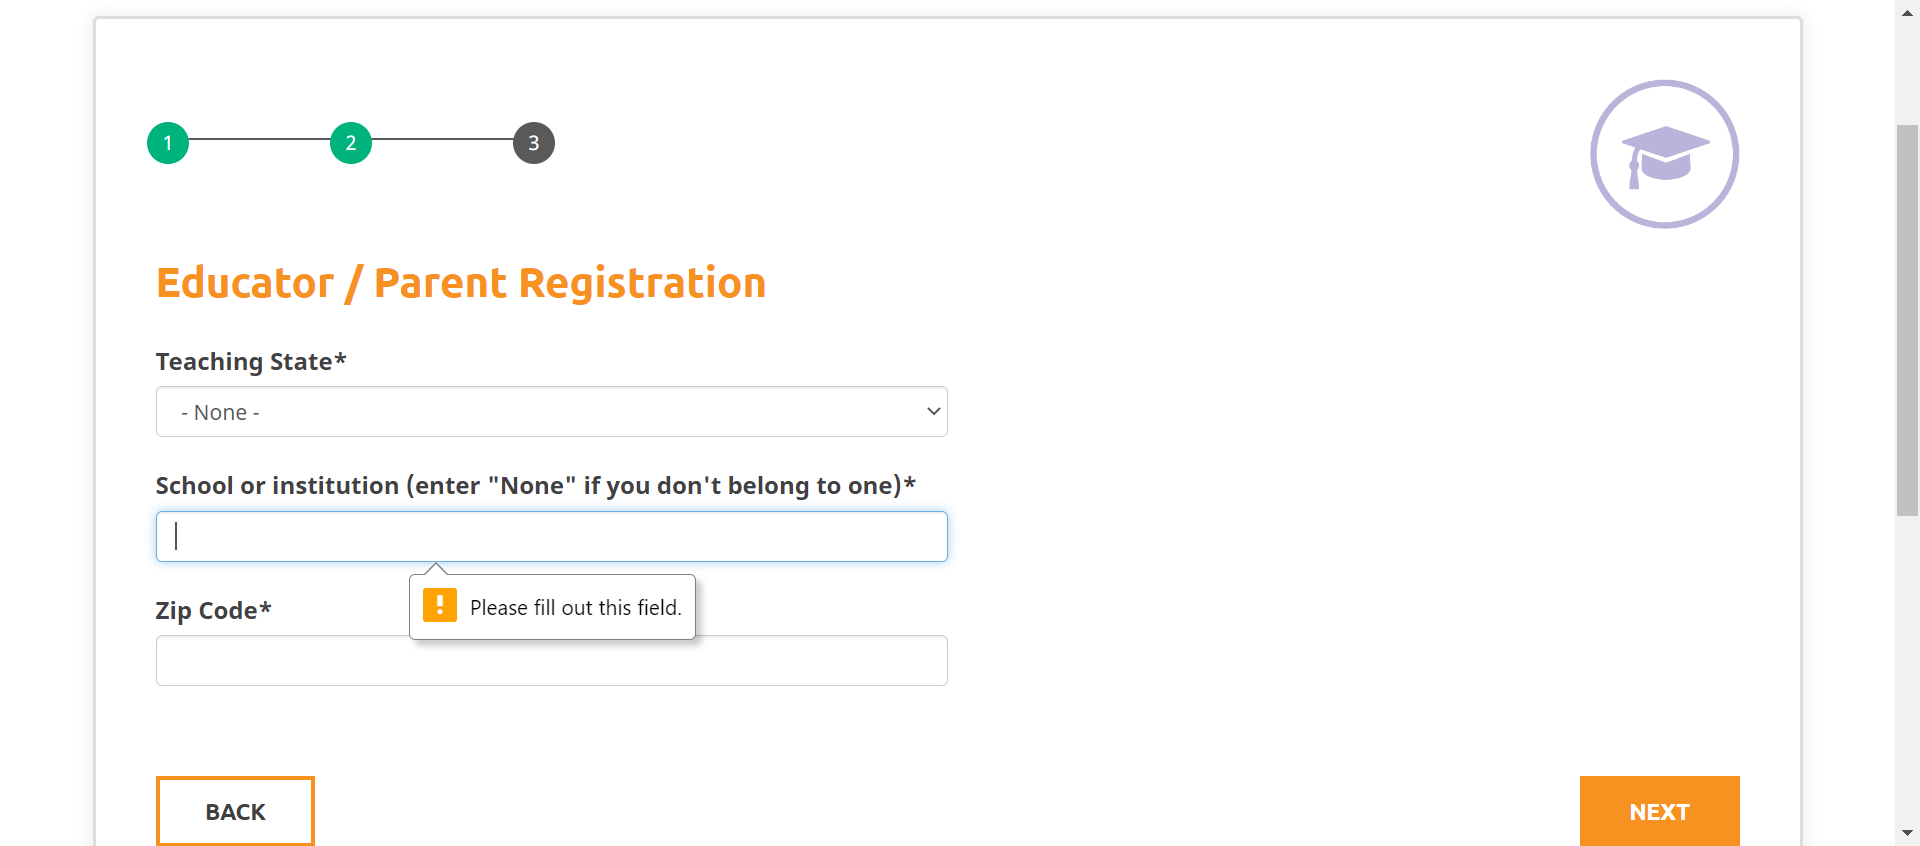 1 2 3
Educator / Parent Registration
Teaching State*
- None -
School or institution (enter "None" if you don't belong to one)*
Please fill out this field.
Zip Code*
BACK
NEXT